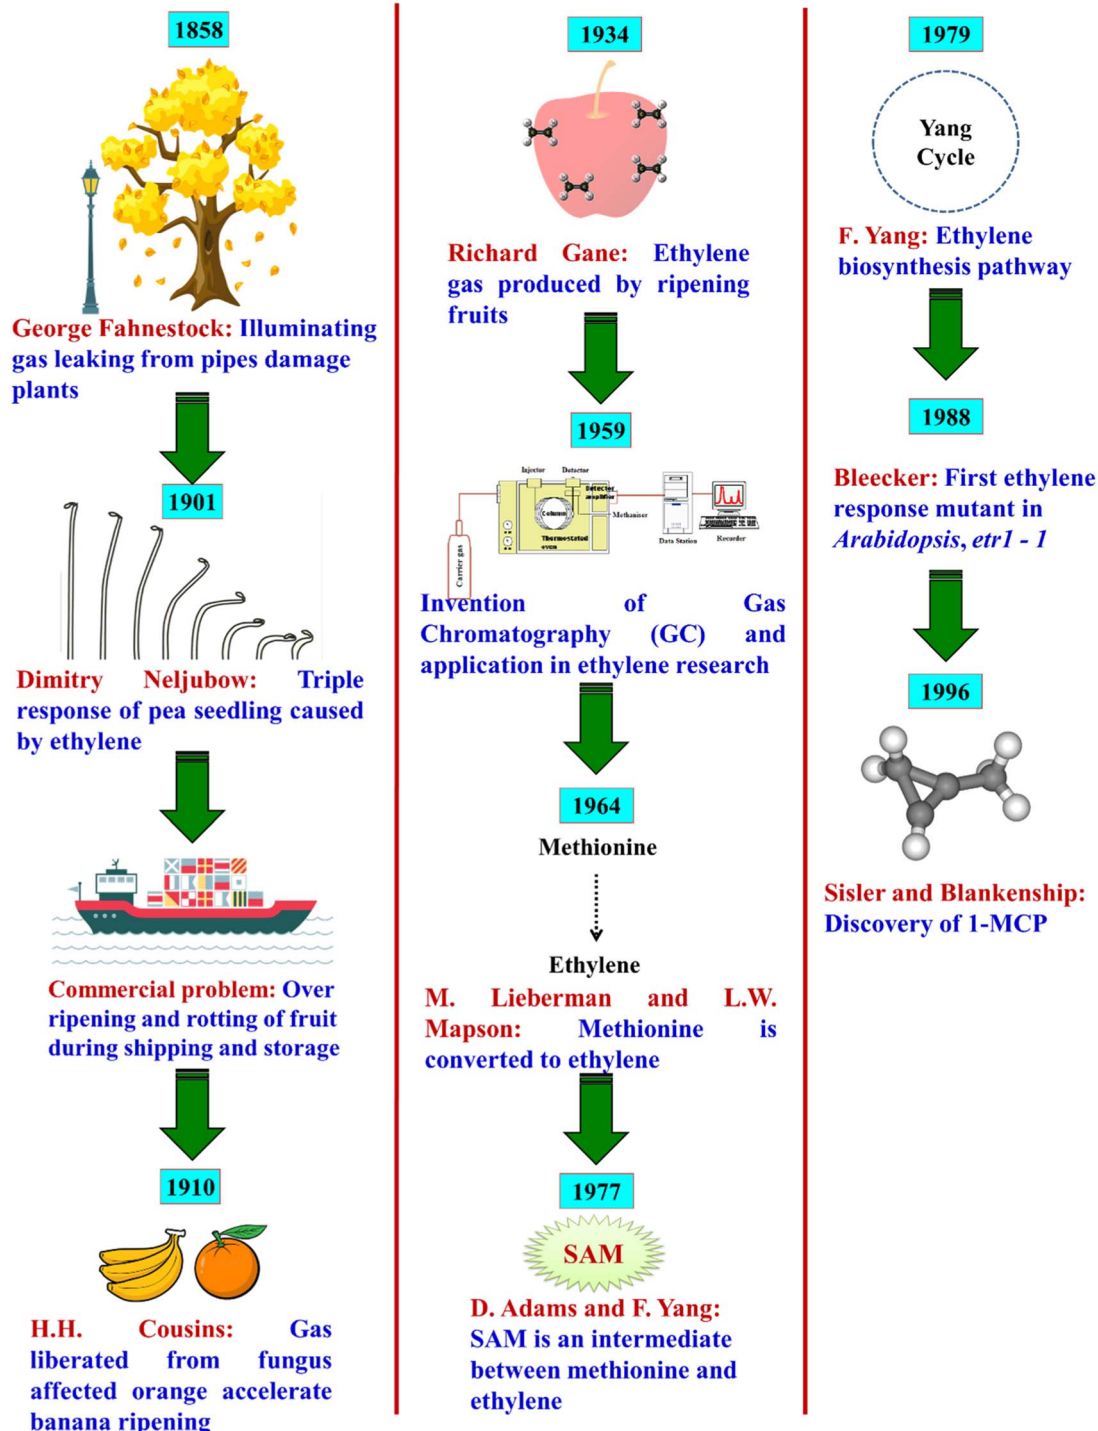 1858
George Fahnestock: Illuminating
gas leaking from pipes damage
plants
1901
Dimitry Neljubow: Triple
response of pea seedling caused
by ethylene
Commercial problem: Over
ripening and rotting of fruit
during shipping and storage
1910
H.H. Cousins: Gas
liberated from fungus
affected orange accelerate
banana ripening
1934
Richard Gane: Ethylene
gas produced by ripening
fruits
1959
Injector
Detector
Detector
amplifier
Column
Methaniser
Thermostated
oven
Carrier gas
Data Station
Recorder
Invention of Gas
Chromatography (GC) and
application in ethylene research
1964
Methionine
Ethylene
M. Lieberman and L.W.
Mapson: Methionine is
converted to ethylene
1977
SAM
D. Adams and F. Yang:
SAM is an intermediate
between methionine and
ethylene
1979
Yang
Cycle
F. Yang: Ethylene
biosynthesis pathway
1988
Bleecker: First ethylene
response mutant in
Arabidopsis, etr1 - 1
1996
Sisler and Blankenship:
Discovery of 1-MCP